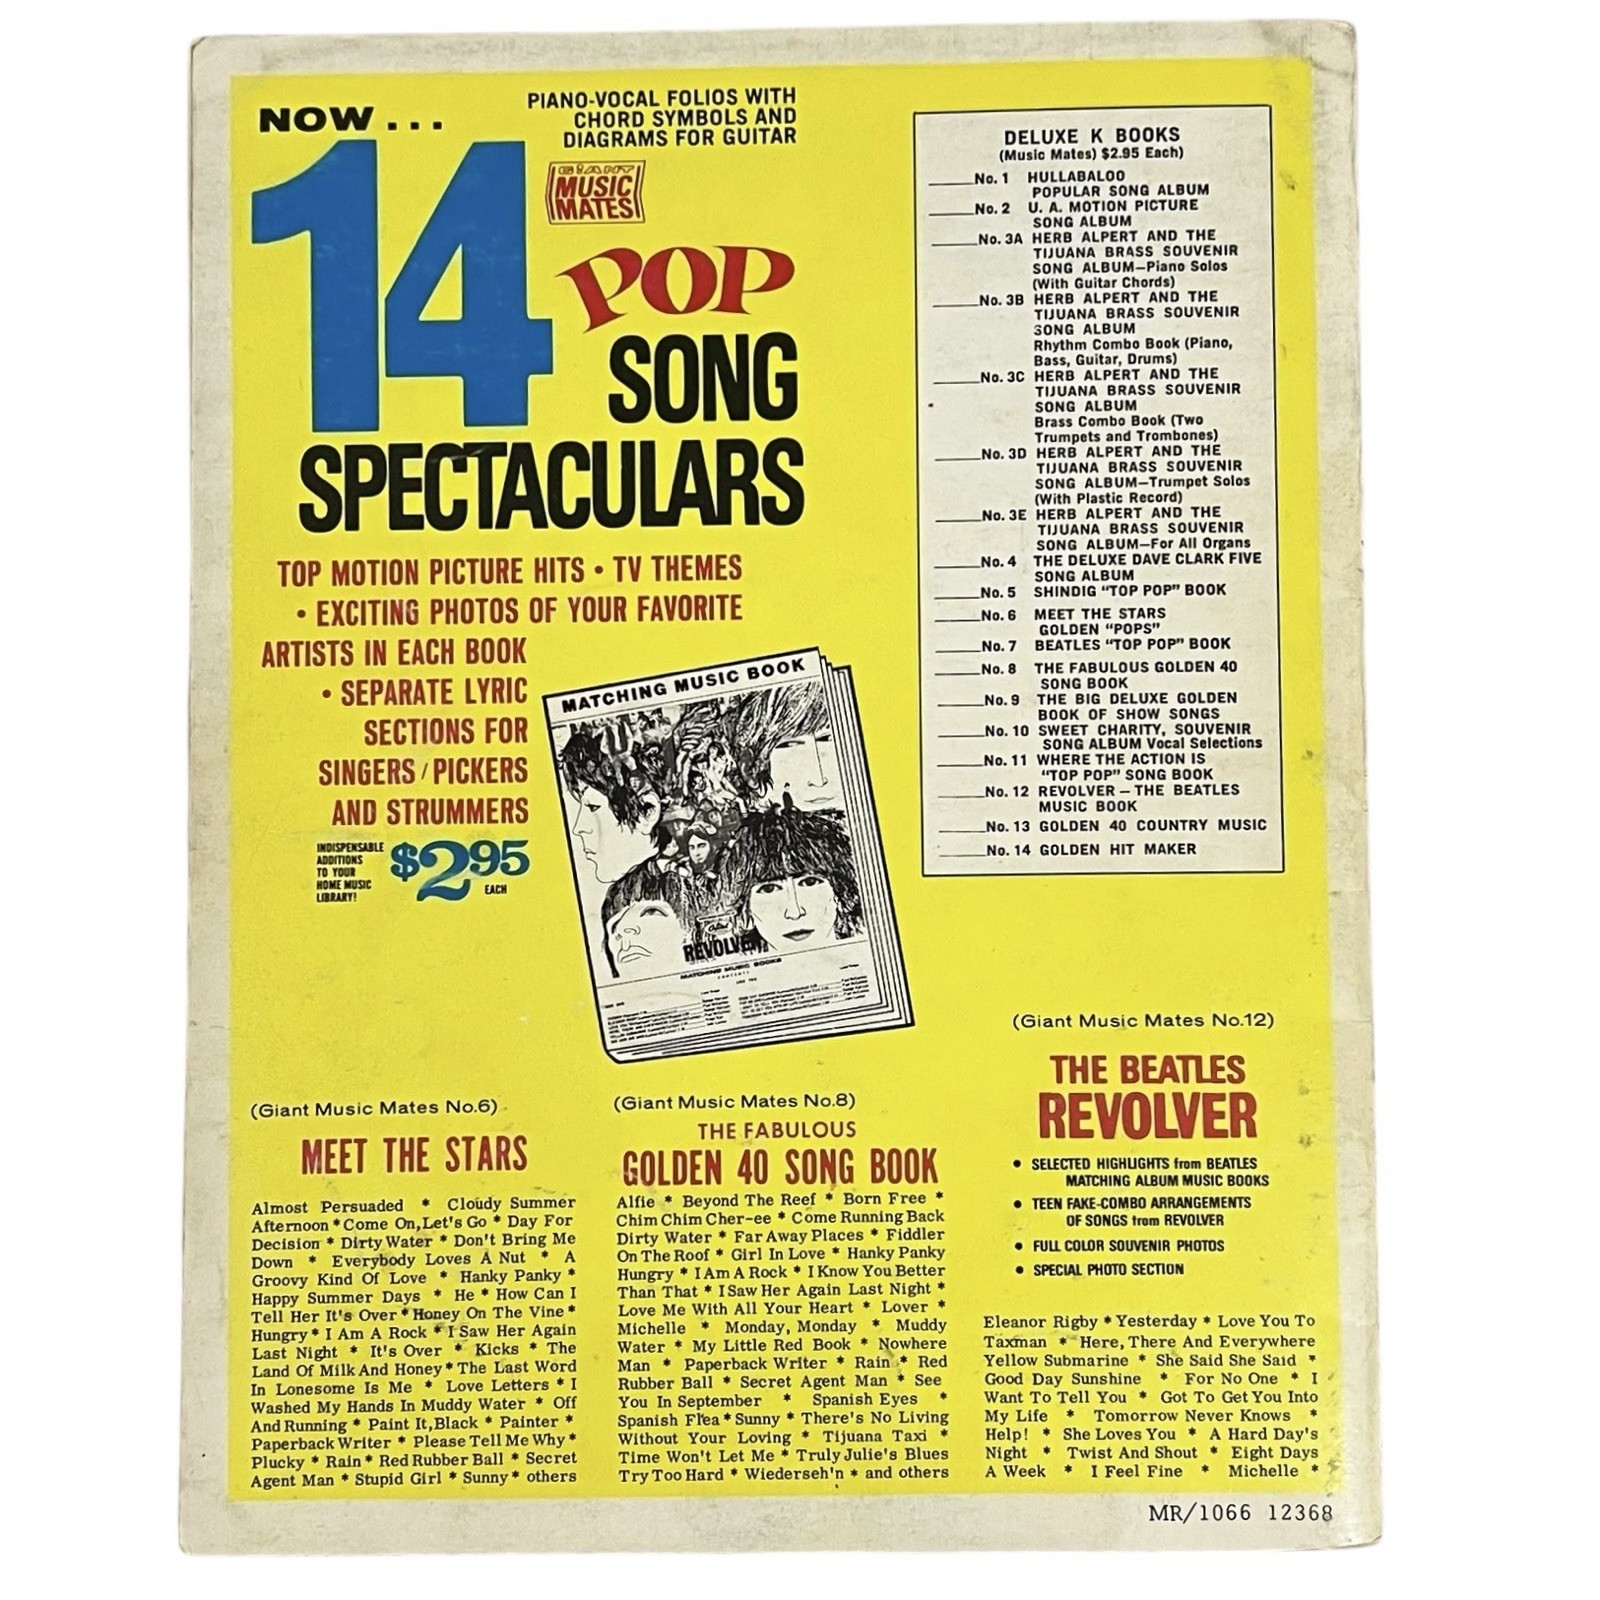 NOW...
PIANO-VOCAL FOLIOS WITH
CHORD SYMBOLS AND
DIAGRAMS FOR GUITAR
14
GIANT
MUSIC
MATES
POP
SONG
SPECTACULARS
TOP MOTION PICTURE HITS • TV THEMES
• EXCITING PHOTOS OF YOUR FAVORITE
ARTISTS IN EACH BOOK
• SEPARATE LYRIC
SECTIONS FOR
SINGERS/PICKERS
AND STRUMMERS
INDISPENSABLE
ADDITIONS
TO YOUR
HOME MUSIC
LIBRARY!
$2.95
EACH
MATCHING MUSIC BOOK
REVOLVER
MATCHING MUSIC BOOKS
DELUXE K BOOKS
(Music Mates) $2.95 Each)
____No. 1 HULLABALOO
POPULAR SONG ALBUM
____No. 2 U. A. MOTION PICTURE
SONG ALBUM
____No. 3A HERB ALPERT AND THE
TIJUANA BRASS SOUVENIR
SONG ALBUM—Piano Solos
(With Guitar Chords)
____No. 3B HERB ALPERT AND THE
TIJUANA BRASS SOUVENIR
SONG ALBUM
Rhythm Combo Book (Piano,
Bass, Guitar, Drums)
____No. 3C HERB ALPERT AND THE
TIJUANA BRASS SOUVENIR
SONG ALBUM
Brass Combo Book (Two
Trumpets and Trombones)
____No. 3D HERB ALPERT AND THE
TIJUANA BRASS SOUVENIR
SONG ALBUM—Trumpet Solos
(With Plastic Record)
____No. 3E HERB ALPERT AND THE
TIJUANA BRASS SOUVENIR
SONG ALBUM—For All Organs
____No. 4 THE DELUXE DAVE CLARK FIVE
SONG ALBUM
____No. 5 SHINDIG "TOP POP" BOOK
____No. 6 MEET THE STARS
GOLDEN "POPS"
____No. 7 BEATLES "TOP POP" BOOK
____No. 8 THE FABULOUS GOLDEN 40
SONG BOOK
____No. 9 THE BIG DELUXE GOLDEN
BOOK OF SHOW SONGS
____No. 10 SWEET CHARITY, SOUVENIR
SONG ALBUM Vocal Selections
____No. 11 WHERE THE ACTION IS
"TOP POP" SONG BOOK
____No. 12 REVOLVER – THE BEATLES
MUSIC BOOK
____No. 13 GOLDEN 40 COUNTRY MUSIC
____No. 14 GOLDEN HIT MAKER
(Giant Music Mates No.6)
MEET THE STARS
Almost Persuaded * Cloudy Summer
Afternoon * Come On, Let's Go * Day For
Decision * Dirty Water * Don't Bring Me
Down * Everybody Loves A Nut * A
Groovy Kind Of Love * Hanky Panky *
Happy Summer Days * He * How Can I
Tell Her It's Over * Honey On The Vine *
Hungry * I Am A Rock * I Saw Her Again
Last Night * It's Over * Kicks * The
Land Of Milk And Honey * The Last Word
In Lonesome Is Me * Love Letters * I
Washed My Hands In Muddy Water * Off
And Running * Paint It, Black * Painter *
Paperback Writer * Please Tell Me Why *
Plucky * Rain * Red Rubber Ball * Secret
Agent Man * Stupid Girl * Sunny * others
(Giant Music Mates No.8)
THE FABULOUS
GOLDEN 40 SONG BOOK
Alfie * Beyond The Reef * Born Free *
Chim Chim Cher-ee * Come Running Back
Dirty Water * Far Away Places * Fiddler
On The Roof * Girl In Love * Hanky Panky
Hungry * I Am A Rock * I Know You Better
Than That * I Saw Her Again Last Night *
Love Me With All Your Heart * Lover *
Michelle * Monday, Monday * Muddy
Water * My Little Red Book * Nowhere
Man * Paperback Writer * Rain * Red
Rubber Ball * Secret Agent Man * See
You In September * Spanish Eyes *
Spanish Flea * Sunny * There's No Living
Without Your Loving * Tijuana Taxi *
Time Won't Let Me * Truly Julie's Blues
Try Too Hard * Wiederseh'n * and others
(Giant Music Mates No.12)
THE BEATLES
REVOLVER
• SELECTED HIGHLIGHTS from BEATLES
MATCHING ALBUM MUSIC BOOKS
• TEEN FAKE-COMBO ARRANGEMENTS
OF SONGS from REVOLVER
• FULL COLOR SOUVENIR PHOTOS
• SPECIAL PHOTO SECTION
Eleanor Rigby * Yesterday * Love You To
Taxman * Here, There And Everywhere
Yellow Submarine * She Said She Said *
Good Day Sunshine * For No One * I
Want To Tell You * Got To Get You Into
My Life * Tomorrow Never Knows *
Help! * She Loves You * A Hard Day's
Night * Twist And Shout * Eight Days
A Week * I Feel Fine * Michelle *
MR/1066 12368